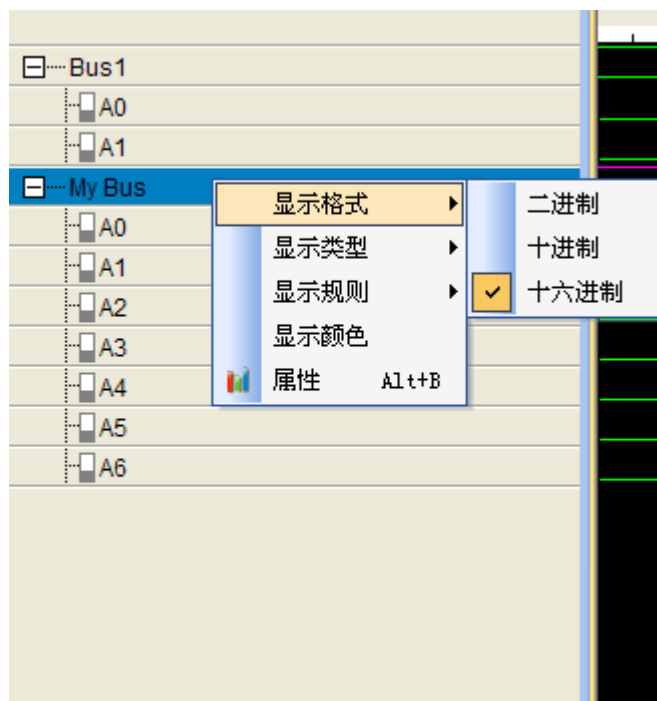 Bus1
A0
A1
My Bus
A0
A1
A2
A3
A4
A5
A6
显示格式
显示类型
显示规则
显示颜色
属性 Alt+B
二进制
十进制
十六进制